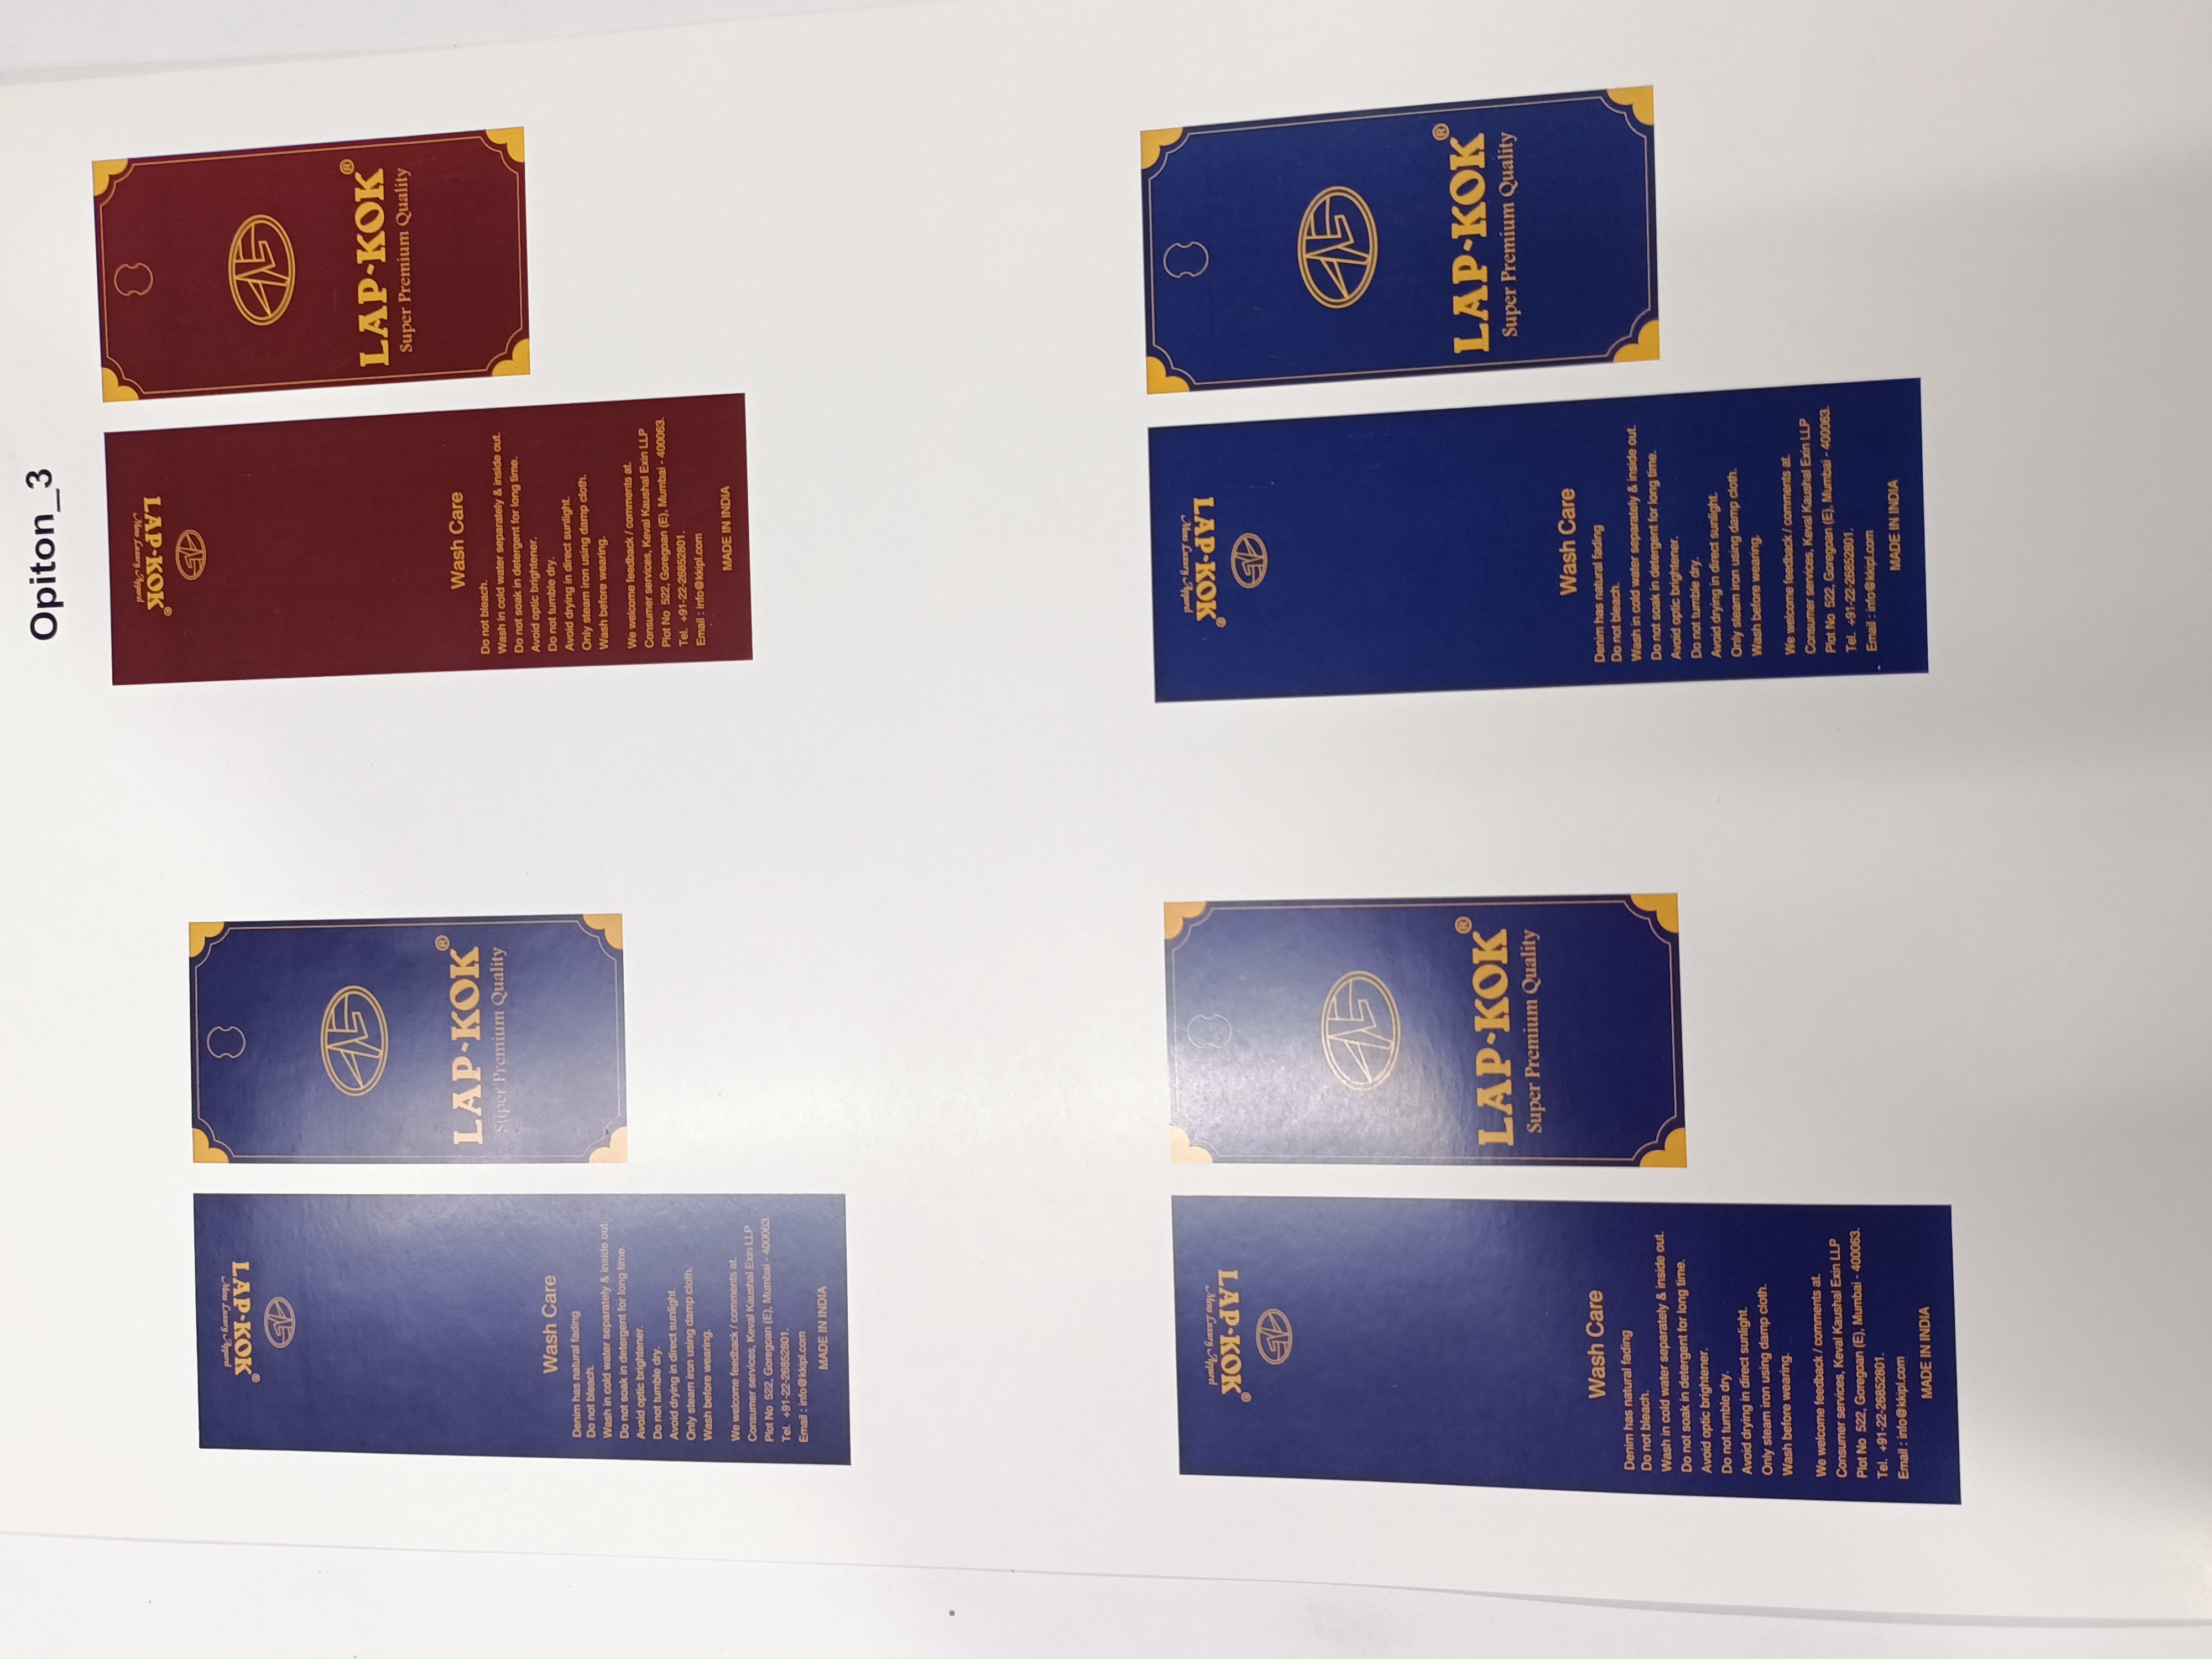 Opiton_3
Mens Luxury Apparel
LAP-KOK®
LAP-KOK®
Super Premium Quality
Wash Care
Denim has natural fading
Do not bleach.
Wash in cold water separately & inside out.
Do not soak in detergent for long time.
Avoid optic brightener.
Do not tumble dry.
Avoid drying in direct sunlight.
Only steam iron using damp cloth.
Wash before wearing.
We welcome feedback / comments at.
Consumer services, Keval Kaushal Exin LLP
Plot No 522, Goregoan (E), Mumbai - 400063.
Tel. +91-22-26852801.
Email : info@kkipl.com
MADE IN INDIA
Mens Luxury Apparel
LAP-KOK®
LAP-KOK®
Super Premium Quality
Wash Care
Do not bleach.
Wash in cold water separately & inside out.
Do not soak in detergent for long time.
Avoid optic brightener.
Do not tumble dry.
Avoid drying in direct sunlight.
Only steam iron using damp cloth.
Wash before wearing.
We welcome feedback / comments at.
Consumer services, Keval Kaushal Exin LLP
Plot No 522, Goregoan (E), Mumbai - 400063.
Tel. +91-22-26852801.
Email : info@kkipl.com
MADE IN INDIA
Mens Luxury Apparel
LAP-KOK®
LAP-KOK®
Super Premium Quality
Wash Care
Denim has natural fading
Do not bleach.
Wash in cold water separately & inside out.
Do not soak in detergent for long time.
Avoid optic brightener.
Do not tumble dry.
Avoid drying in direct sunlight.
Only steam iron using damp cloth.
Wash before wearing.
We welcome feedback / comments at.
Consumer services, Keval Kaushal Exin LLP
Plot No 522, Goregoan (E), Mumbai - 400063.
Tel. +91-22-26852801.
Email : info@kkipl.com
MADE IN INDIA
Mens Luxury Apparel
LAP-KOK®
LAP-KOK®
Super Premium Quality
Wash Care
Denim has natural fading
Do not bleach.
Wash in cold water separately & inside out.
Do not soak in detergent for long time.
Avoid optic brightener.
Do not tumble dry.
Avoid drying in direct sunlight.
Only steam iron using damp cloth.
Wash before wearing.
We welcome feedback / comments at.
Consumer services, Keval Kaushal Exin LLP
Plot No 522, Goregoan (E), Mumbai - 400063.
Tel. +91-22-26852801.
Email : info@kkipl.com
MADE IN INDIA